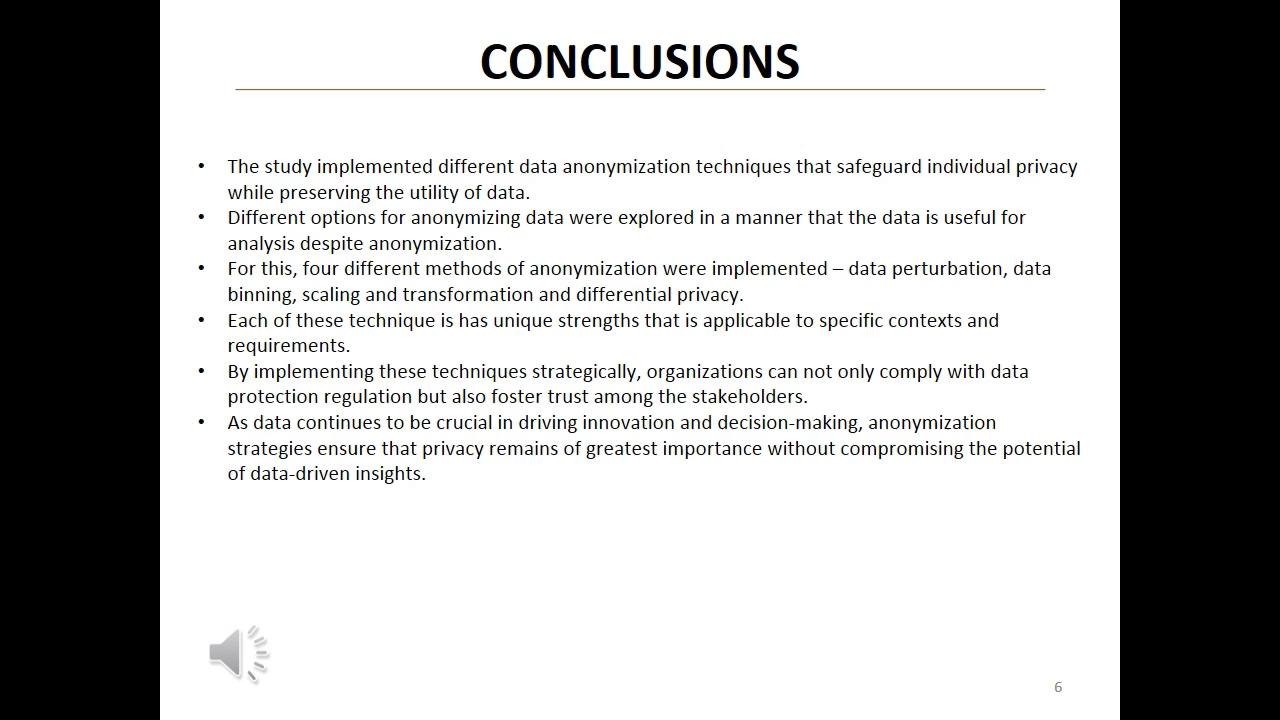 CONCLUSIONS
• The study implemented different data anonymization techniques that safeguard individual privacy
while preserving the utility of data.
• Different options for anonymizing data were explored in a manner that the data is useful for
analysis despite anonymization.
• For this, four different methods of anonymization were implemented – data perturbation, data
binning, scaling and transformation and differential privacy.
• Each of these technique is has unique strengths that is applicable to specific contexts and
requirements.
• By implementing these techniques strategically, organizations can not only comply with data
protection regulation but also foster trust among the stakeholders.
• As data continues to be crucial in driving innovation and decision-making, anonymization
strategies ensure that privacy remains of greatest importance without compromising the potential
of data-driven insights.
6